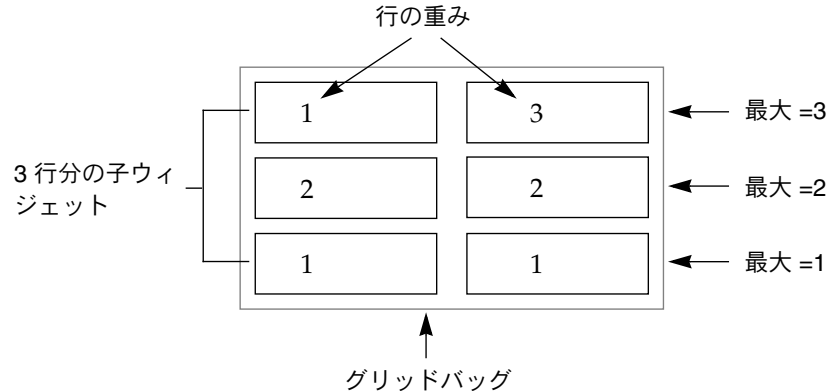 行の重み
1
3
最大 =3
3 行分の子ウィ
ジェット
2
2
最大 =2
1
1
最大 =1
グリッドバッグ